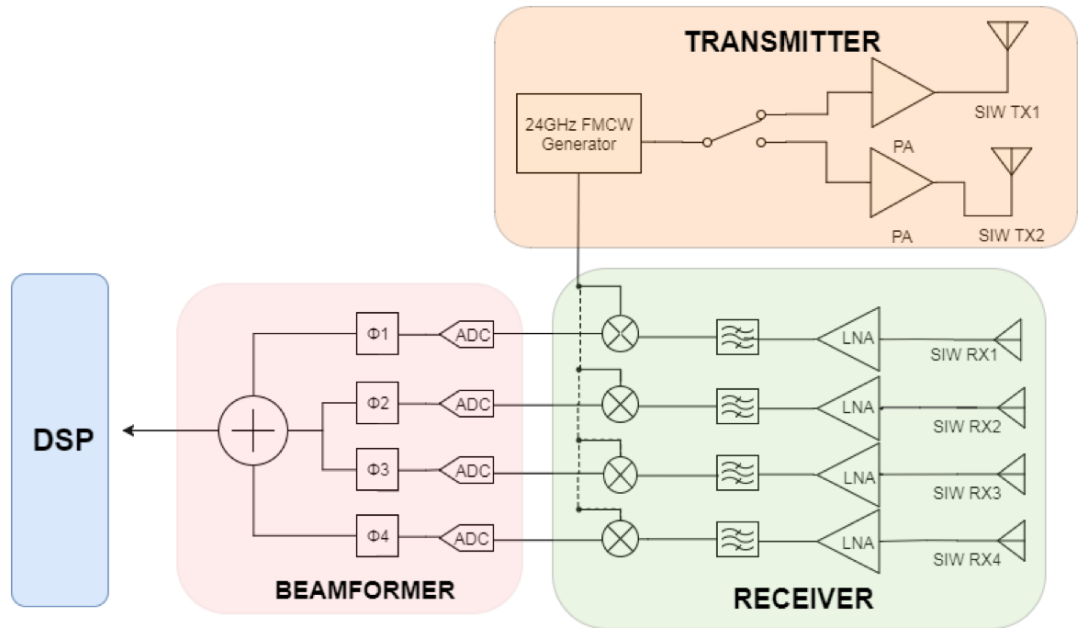 TRANSMITTER
24GHz FMCW
Generator
SIW TX1
PA
PA
SIW TX2
Φ1
ADC
LNA
SIW RX1
Φ2
ADC
LNA
SIW RX2
DSP
Φ3
ADC
LNA
SIW RX3
Φ4
ADC
LNA
SIW RX4
BEAMFORMER
RECEIVER